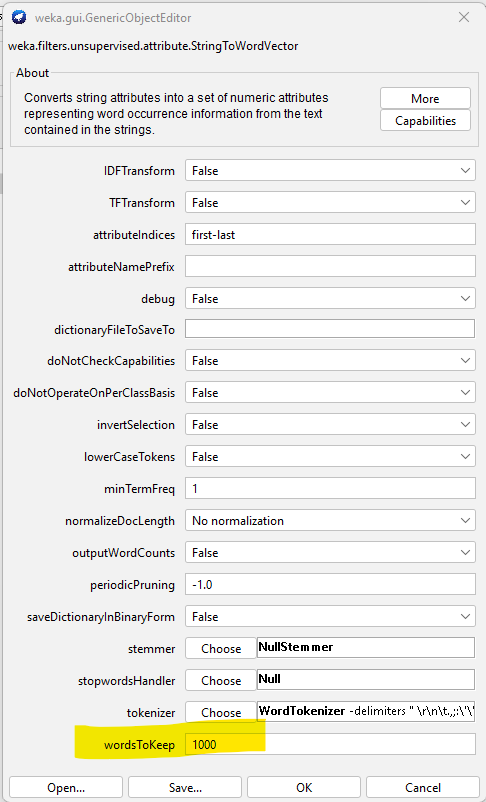 weka.gui.GenericObjectEditor
weka.filters.unsupervised.attribute.StringToWordVector
About
Converts string attributes into a set of numeric attributes
representing word occurrence information from the text
contained in the strings.
More
Capabilities
IDFTransform False
TFTransform False
attributeIndices first-last
attributeNamePrefix
debug False
dictionaryFileToSaveTo
doNotCheckCapabilities False
doNotOperateOnPerClassBasis False
invertSelection False
lowerCaseTokens False
minTermFreq 1
normalizeDocLength No normalization
outputWordCounts False
periodicPruning -1.0
saveDictionaryInBinaryForm False
stemmer Choose NullStemmer
stopwordsHandler Choose Null
tokenizer Choose WordTokenizer -delimiters " \r\n\t.,;:\'\"
wordsToKeep 1000
Open... Save... OK Cancel